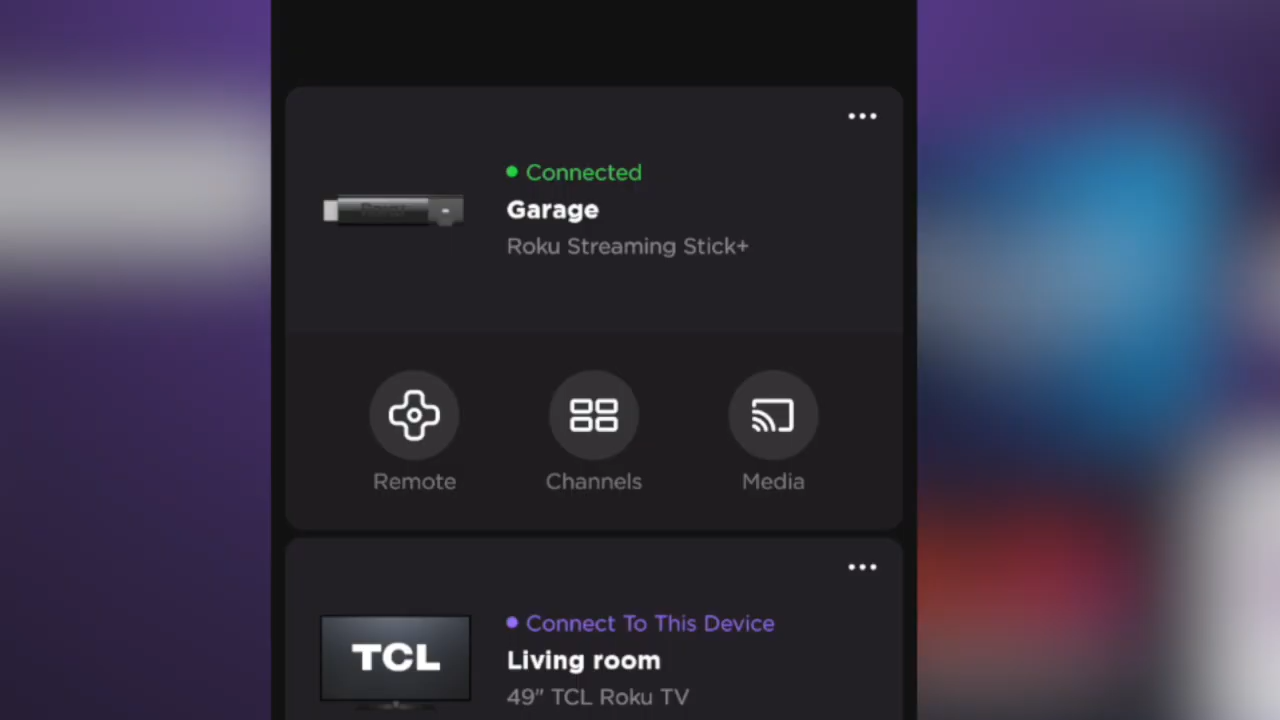 Connected
Garage
Roku Streaming Stick+
Remote
Channels
Media
TCL
Connect To This Device
Living room
49" TCL Roku TV